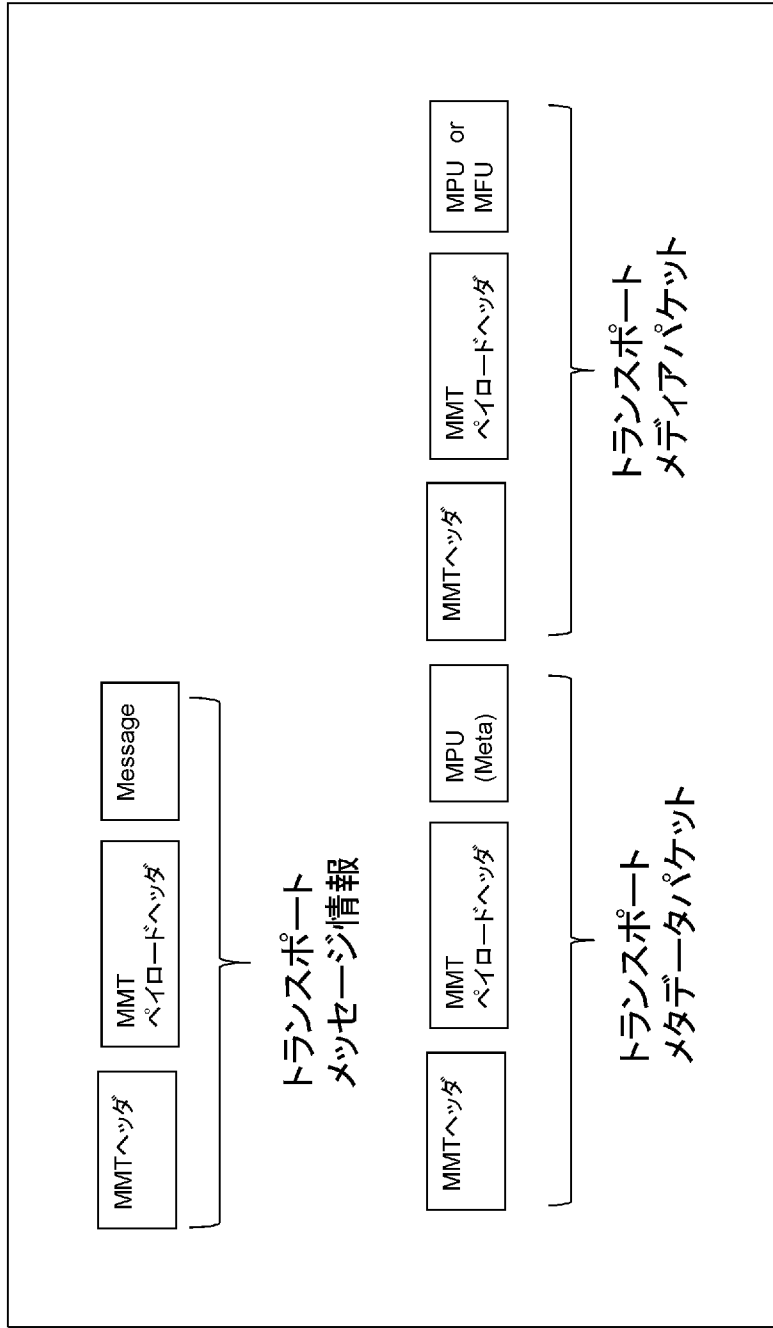 MMTヘッダ
MMT
ペイロードヘッダ
Message
トランスポート
メッセージ情報
MMTヘッダ
MMT
ペイロードヘッダ
MPU
(Meta)
トランスポート
メタデータパケット
MMTヘッダ
MMT
ペイロードヘッダ
MPU or
MFU
トランスポート
メディアパケット